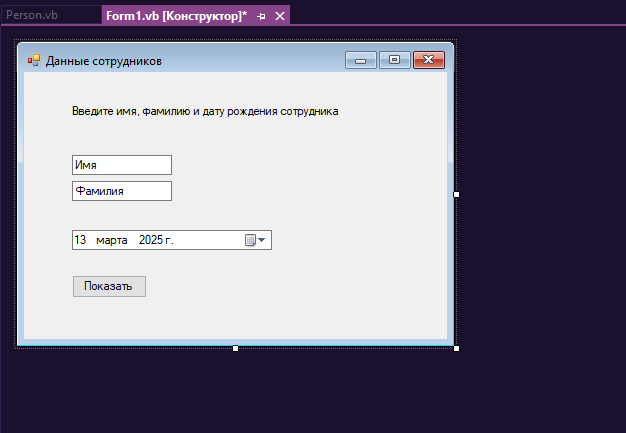 Person.vb
Form1.vb [Конструктор]*
Данные сотрудников
Введите имя, фамилию и дату рождения сотрудника
Имя
Фамилия
13 марта 2025 г.
Показать